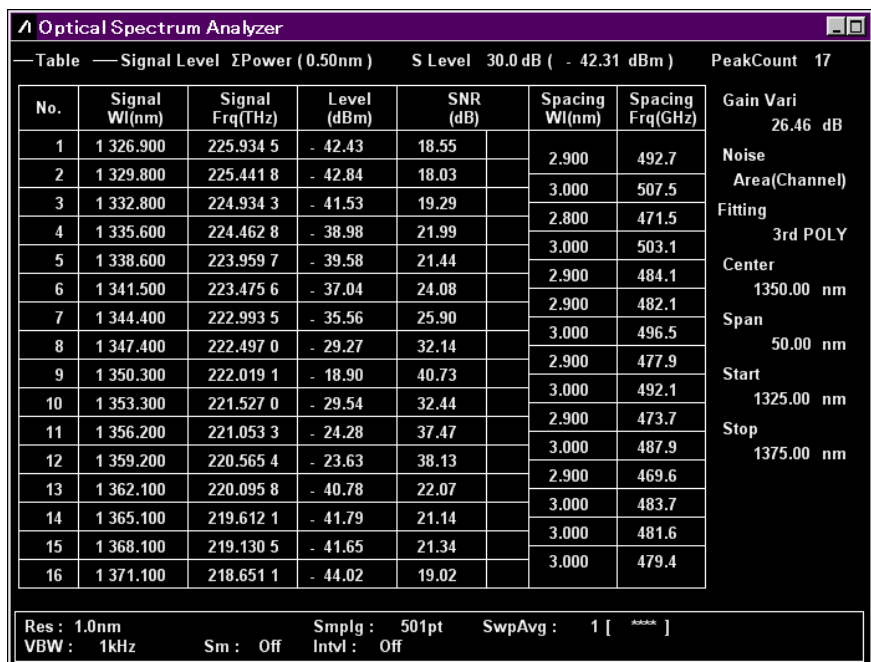 Optical Spectrum Analyzer
Table Signal Level ΣPower ( 0.50nm ) S Level 30.0 dB ( - 42.31 dBm ) PeakCount 17
No. Signal Wl(nm) Signal Frq(THz) Level (dBm) SNR (dB) Spacing Wl(nm) Spacing Frq(GHz)
1 1 326.900 225.934 5 - 42.43 18.55
2.900 492.7
2 1 329.800 225.441 8 - 42.84 18.03
3.000 507.5
3 1 332.800 224.934 3 - 41.53 19.29
2.800 471.5
4 1 335.600 224.462 8 - 38.98 21.99
3.000 503.1
5 1 338.600 223.959 7 - 39.58 21.44
2.900 484.1
6 1 341.500 223.475 6 - 37.04 24.08
2.900 482.1
7 1 344.400 222.993 5 - 35.56 25.90
3.000 496.5
8 1 347.400 222.497 0 - 29.27 32.14
2.900 477.9
9 1 350.300 222.019 1 - 18.90 40.73
3.000 492.1
10 1 353.300 221.527 0 - 29.54 32.44
2.900 473.7
11 1 356.200 221.053 3 - 24.28 37.47
3.000 487.9
12 1 359.200 220.565 4 - 23.63 38.13
2.900 469.6
13 1 362.100 220.095 8 - 40.78 22.07
3.000 483.7
14 1 365.100 219.612 1 - 41.79 21.14
3.000 481.6
15 1 368.100 219.130 5 - 41.65 21.34
3.000 479.4
16 1 371.100 218.651 1 - 44.02 19.02
Gain Vari
26.46 dB
Noise
Area(Channel)
Fitting
3rd POLY
Center
1350.00 nm
Span
50.00 nm
Start
1325.00 nm
Stop
1375.00 nm
Res : 1.0nm Smplg : 501pt SwpAvg : 1 [ **** ]
VBW : 1kHz Sm : Off Intvl : Off